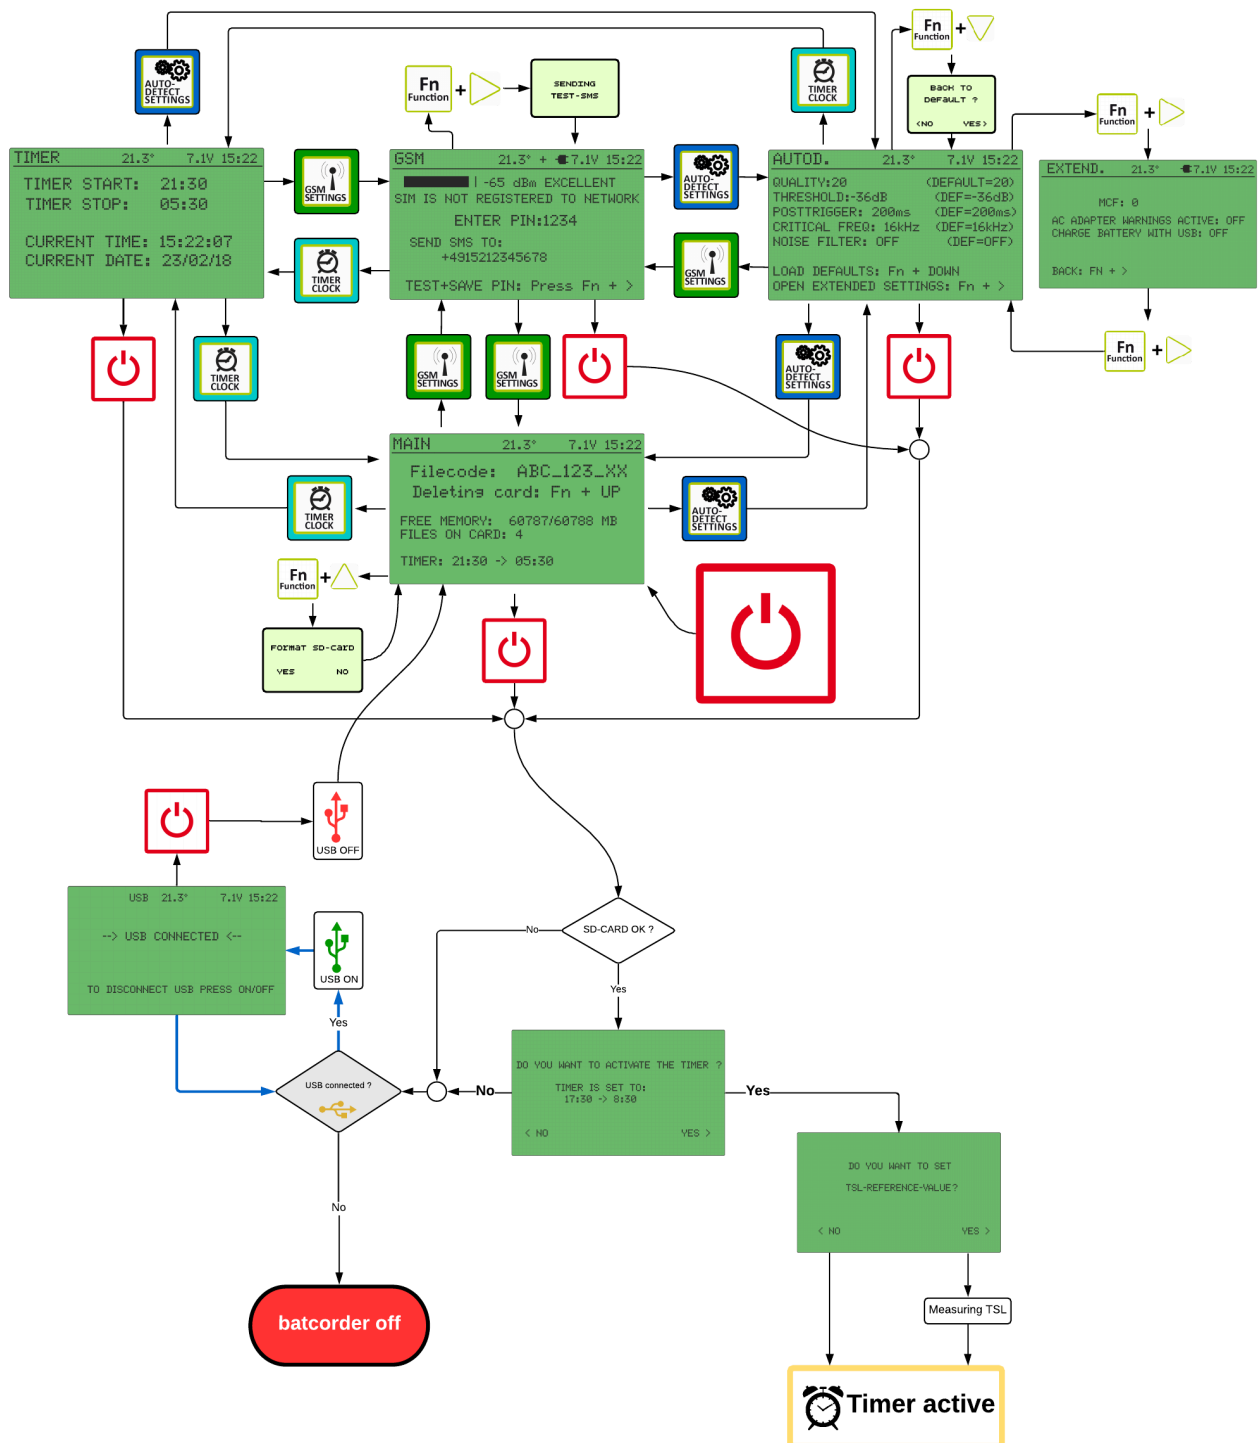 Fn
Function
+
BACK TO
DEFAULT ?
<NO YES>
AUTO-
DETECT
SETTINGS
Fn
Function
+
SENDING
TEST-SMS
TIMER
CLOCK
Fn
Function
+
TIMER 21.3° 7.1V 15:22
TIMER START: 21:30
TIMER STOP: 05:30
CURRENT TIME: 15:22:07
CURRENT DATE: 23/02/18
GSM
SETTINGS
TIMER
CLOCK
GSM 21.3° + 7.1V 15:22
| -65 dBm EXCELLENT
SIM IS NOT REGISTERED TO NETWORK
ENTER PIN:1234
SEND SMS TO:
+4915212345678
TEST+SAVE PIN: Press Fn + >
AUTO-
DETECT
SETTINGS
GSM
SETTINGS
AUTOD. 21.3° 7.1V 15:22
QUALITY:20 (DEFAULT=20)
THRESHOLD:-36dB (DEF=-36dB)
POSTTRIGGER: 200ms (DEF=200ms)
CRITICAL FREQ: 16kHz (DEF=16kHz)
NOISE FILTER: OFF (DEF=OFF)
LOAD DEFAULTS: Fn + DOWN
OPEN EXTENDED SETTINGS: Fn + >
EXTEND. 21.3° 7.1V 15:22
MCF: 0
AC ADAPTER WARNINGS ACTIVE: OFF
CHARGE BATTERY WITH USB: OFF
BACK: FN + >
Fn
Function
+
TIMER
CLOCK
GSM
SETTINGS
GSM
SETTINGS
AUTO-
DETECT
SETTINGS
MAIN 21.3° 7.1V 15:22
Filecode: ABC_123_XX
Deleting card: Fn + UP
FREE MEMORY: 60787/60788 MB
FILES ON CARD: 4
TIMER: 21:30 -> 05:30
TIMER
CLOCK
AUTO-
DETECT
SETTINGS
Fn
Function
+
FORMAT SD-CARD
YES NO
USB OFF
USB 21.3° 7.1V 15:22
--> USB CONNECTED <--
TO DISCONNECT USB PRESS ON/OFF
USB ON
Yes
USB connected ?
No
batcorder off
SD-CARD OK ?
No
Yes
DO YOU WANT TO ACTIVATE THE TIMER ?
TIMER IS SET TO:
17:30 -> 8:30
< NO YES >
No
Yes
DO YOU WANT TO SET
TSL-REFERENCE-VALUE?
< NO YES >
Measuring TSL
Timer active